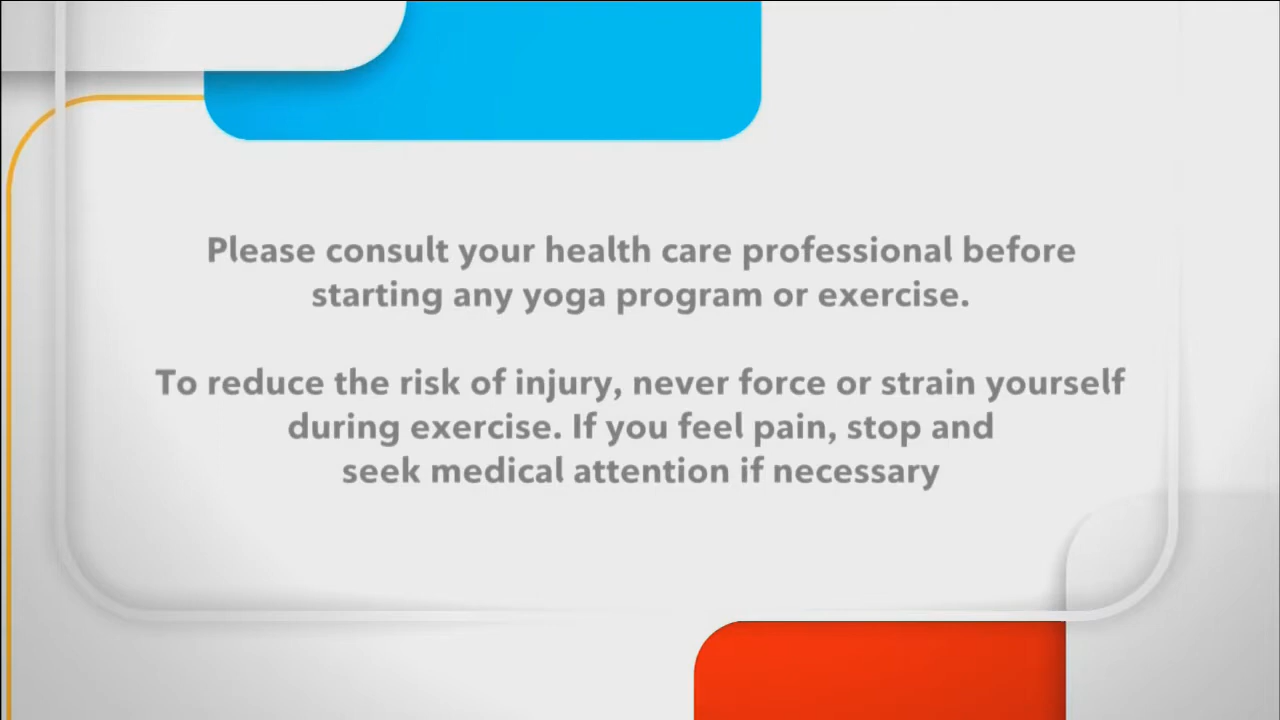 Please consult your health care professional before
starting any yoga program or exercise.
To reduce the risk of injury, never force or strain yourself
during exercise. If you feel pain, stop and
seek medical attention if necessary